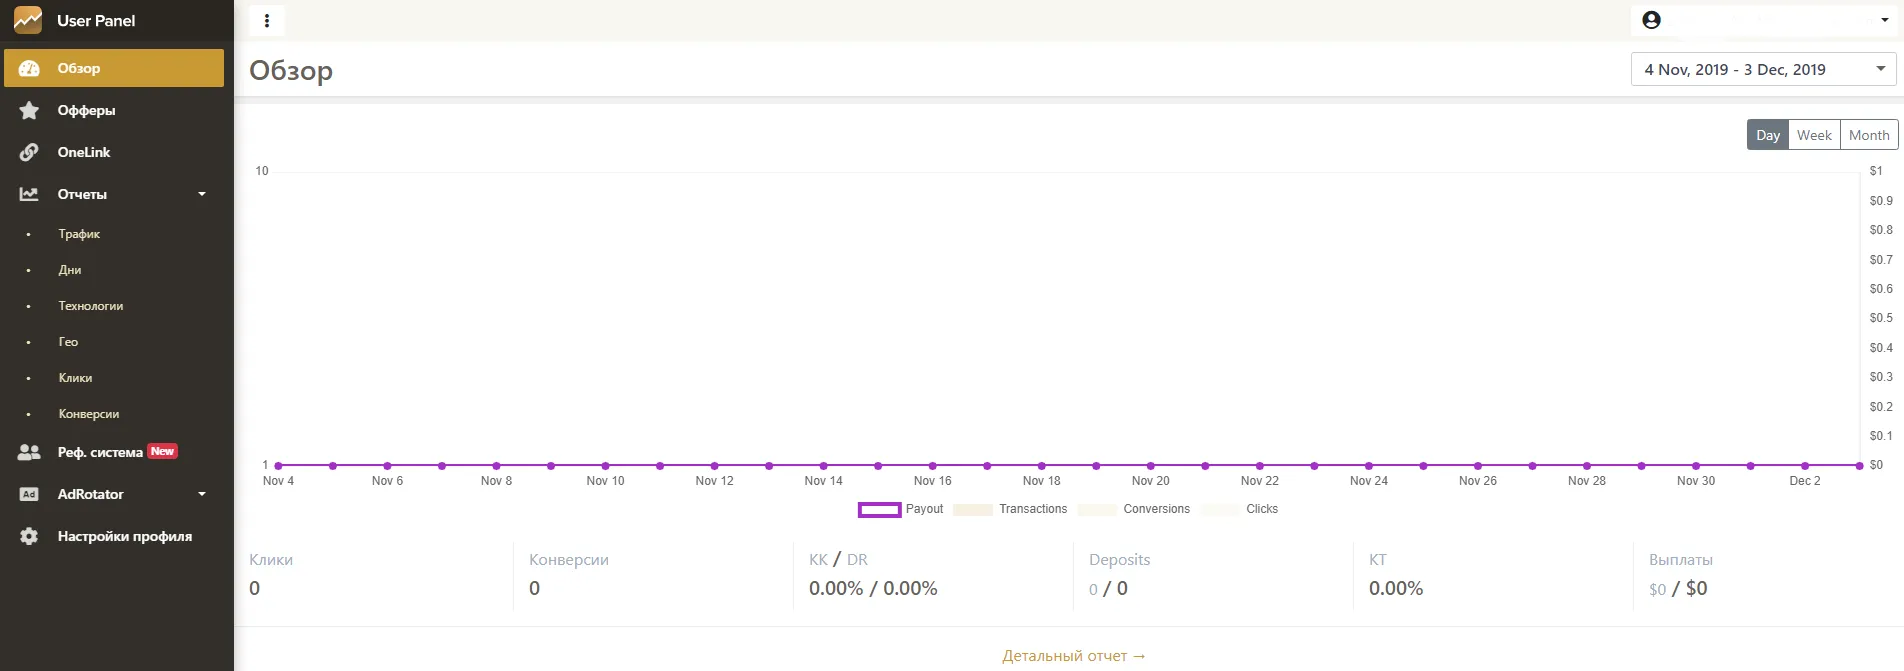 User Panel
Обзор
Офферы
OneLink
Отчеты
Трафик
Дни
Технологии
Гео
Клики
Конверсии
Реф. система New
Ad AdRotator
Настройки профиля
Обзор
4 Nov, 2019 - 3 Dec, 2019
Day Week Month
10
1
$1
$0.9
$0.8
$0.7
$0.6
$0.5
$0.4
$0.3
$0.2
$0.1
$0
Nov 4 Nov 6 Nov 8 Nov 10 Nov 12 Nov 14 Nov 16 Nov 18 Nov 20 Nov 22 Nov 24 Nov 26 Nov 28 Nov 30 Dec 2
Payout Transactions Conversions Clicks
Клики
0
Конверсии
0
КК / DR
0.00% / 0.00%
Deposits
0 / 0
КТ
0.00%
Выплаты
$0 / $0
Детальный отчет →